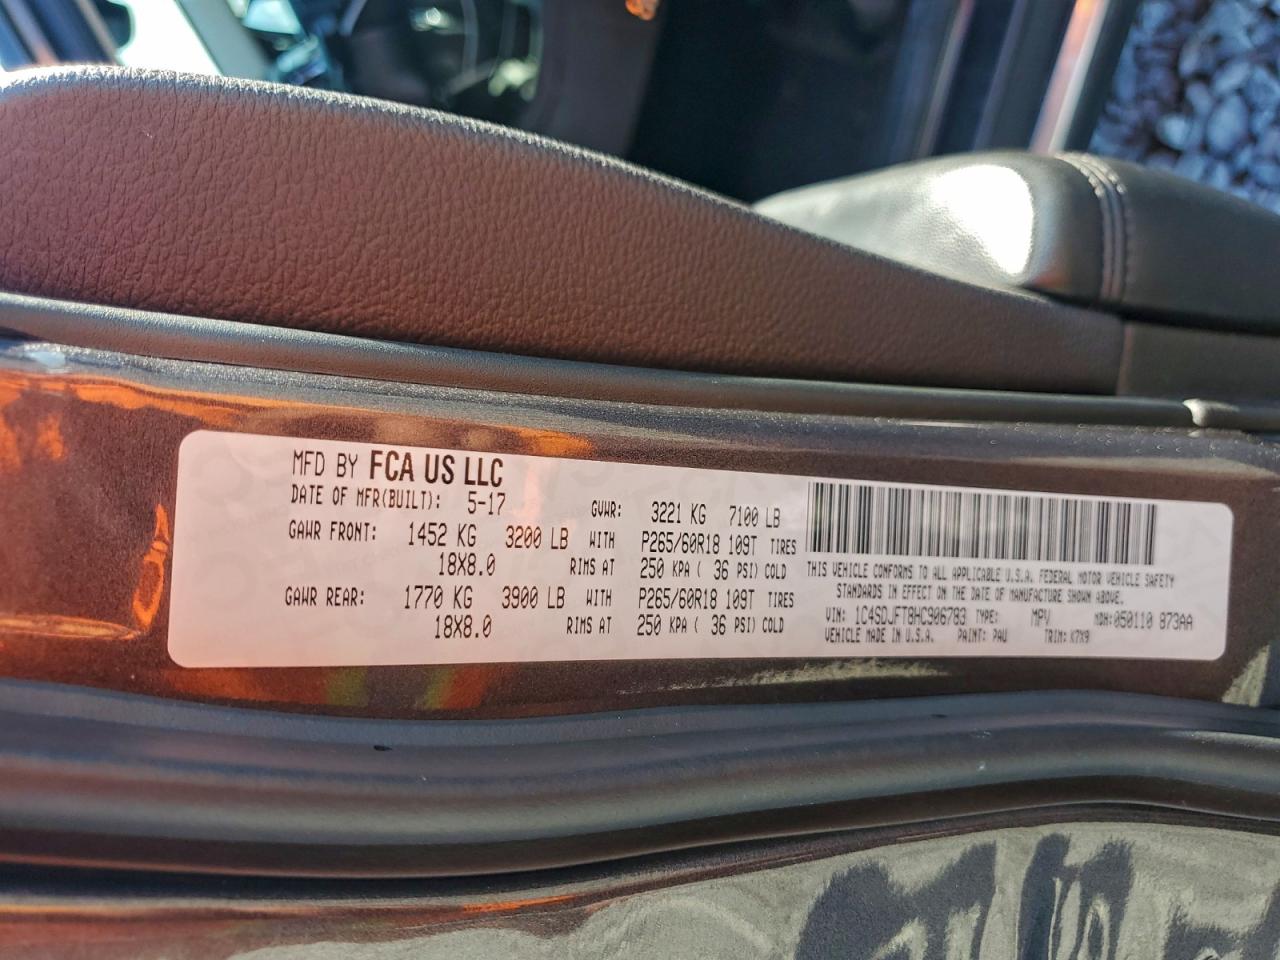 MFD BY FCA US LLC
DATE OF MFR(BUILT): 5-17 GVWR: 3221 KG 7100 LB
GAWR FRONT: 1452 KG 3200 LB WITH P265/60R18 109T TIRES
18X8.0 RIMS AT 250 KPA ( 36 PSI) COLD
GAWR REAR: 1770 KG 3900 LB WITH P265/60R18 109T TIRES
18X8.0 RIMS AT 250 KPA ( 36 PSI) COLD
THIS VEHICLE CONFORMS TO ALL APPLICABLE U.S.A. FEDERAL MOTOR VEHICLE SAFETY
STANDARDS IN EFFECT ON THE DATE OF MANUFACTURE SHOWN ABOVE.
VIN: 1C4SDJFT8HC906783 TYPE: MPV MDH:050110 873AA
VEHICLE MADE IN U.S.A. PAINT: PAU TRIM: K7X9